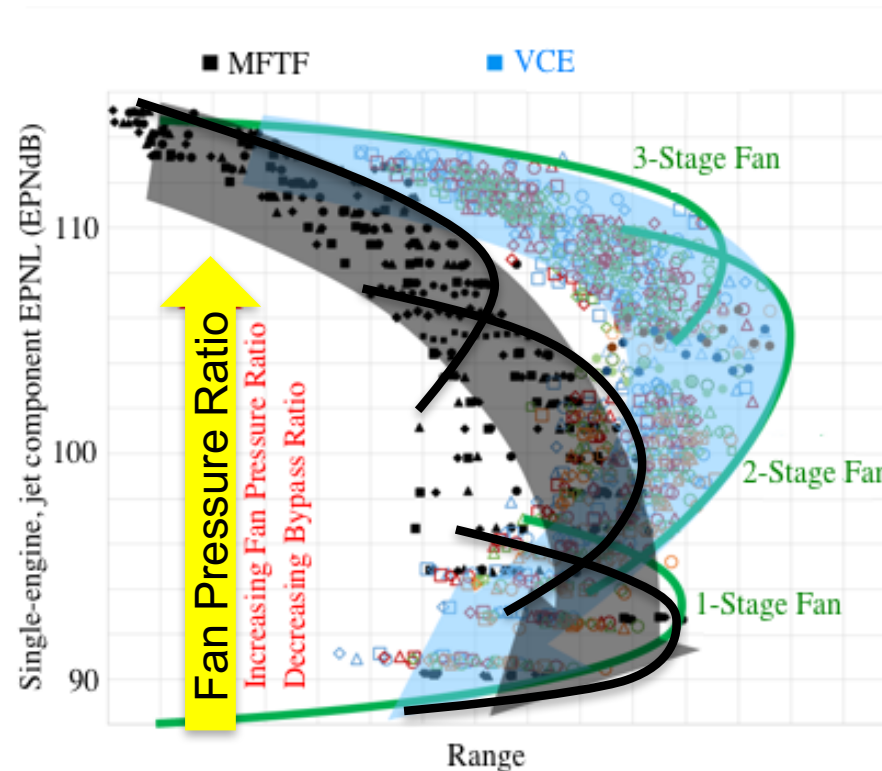 MFTF
VCE
Single-engine, jet component EPNL (EPNdB)
110
100
90
Fan Pressure Ratio
Increasing Fan Pressure Ratio
Decreasing Bypass Ratio
3-Stage Fan
2-Stage Fan
1-Stage Fan
Range